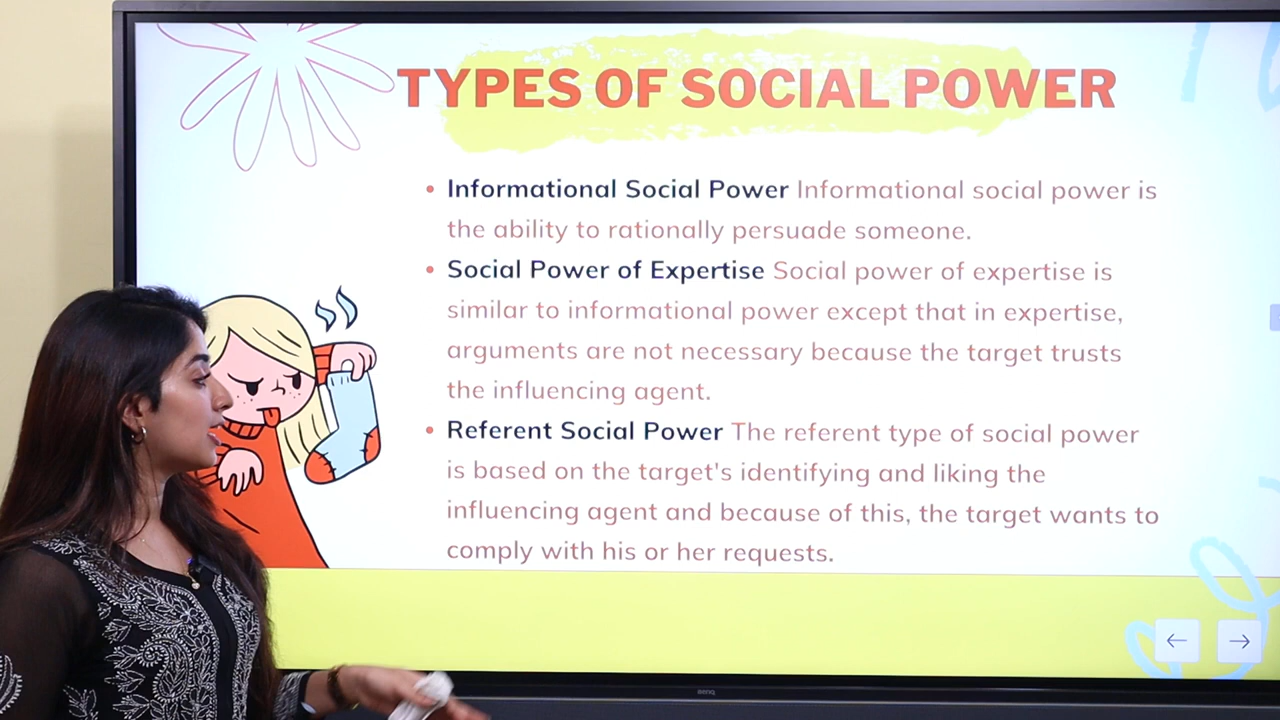 TYPES OF SOCIAL POWER
• Informational Social Power Informational social power is
the ability to rationally persuade someone.
• Social Power of Expertise Social power of expertise is
similar to informational power except that in expertise,
arguments are not necessary because the target trusts
the influencing agent.
• Referent Social Power The referent type of social power
is based on the target's identifying and liking the
influencing agent and because of this, the target wants to
comply with his or her requests.
BenQ